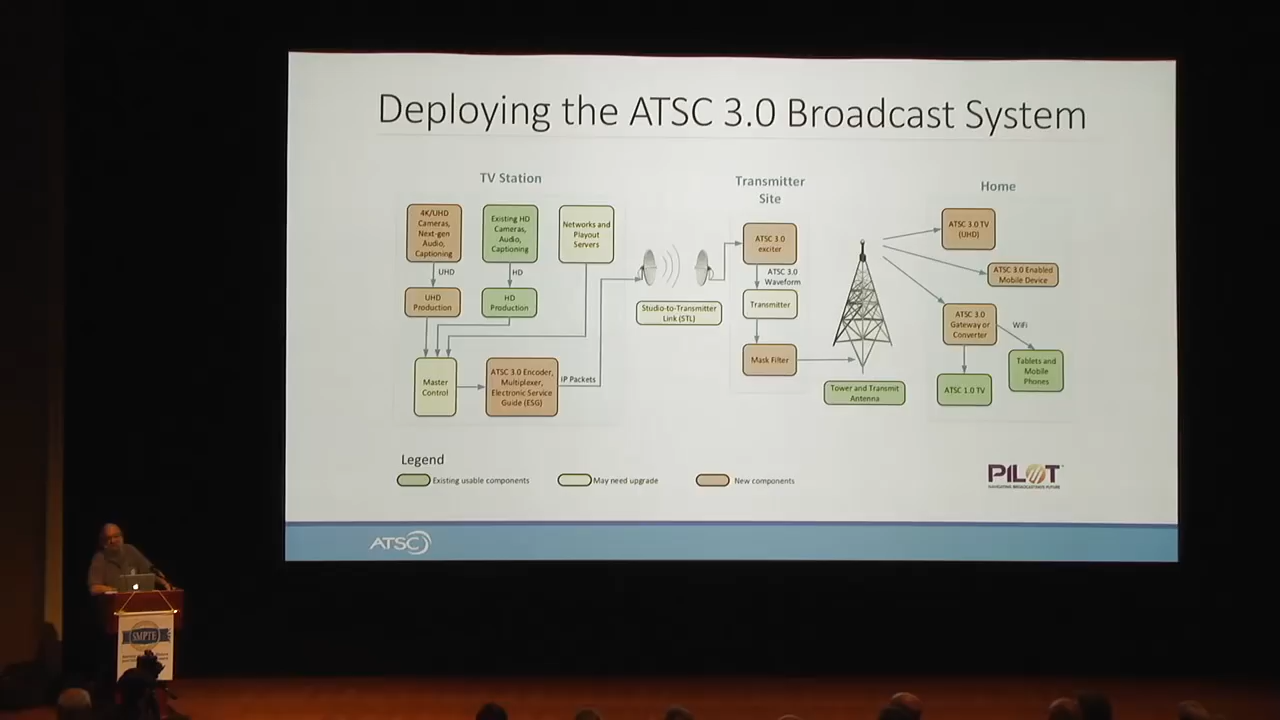 Deploying the ATSC 3.0 Broadcast System
TV Station
4K/UHD
Cameras,
Next-gen
Audio,
Captioning
Existing HD
Cameras,
Audio,
Captioning
Networks and
Playout
Servers
UHD
HD
UHD
Production
HD
Production
Master
Control
ATSC 3.0 Encoder,
Multiplexer,
Electronic Service
Guide (ESG)
IP Packets
Studio-to-Transmitter
Link (STL)
Transmitter
Site
ATSC 3.0
exciter
ATSC 3.0
Waveform
Transmitter
Mask Filter
Tower and Transmit
Antenna
Home
ATSC 3.0 TV
(UHD)
ATSC 3.0 Enabled
Mobile Device
ATSC 3.0
Gateway or
Converter
WiFi
Tablets and
Mobile
Phones
ATSC 1.0 TV
Legend
Existing usable components
May need upgrade
New components
PILOT
NAVIGATING BROADCASTING'S FUTURE
ATSC
SMPTE